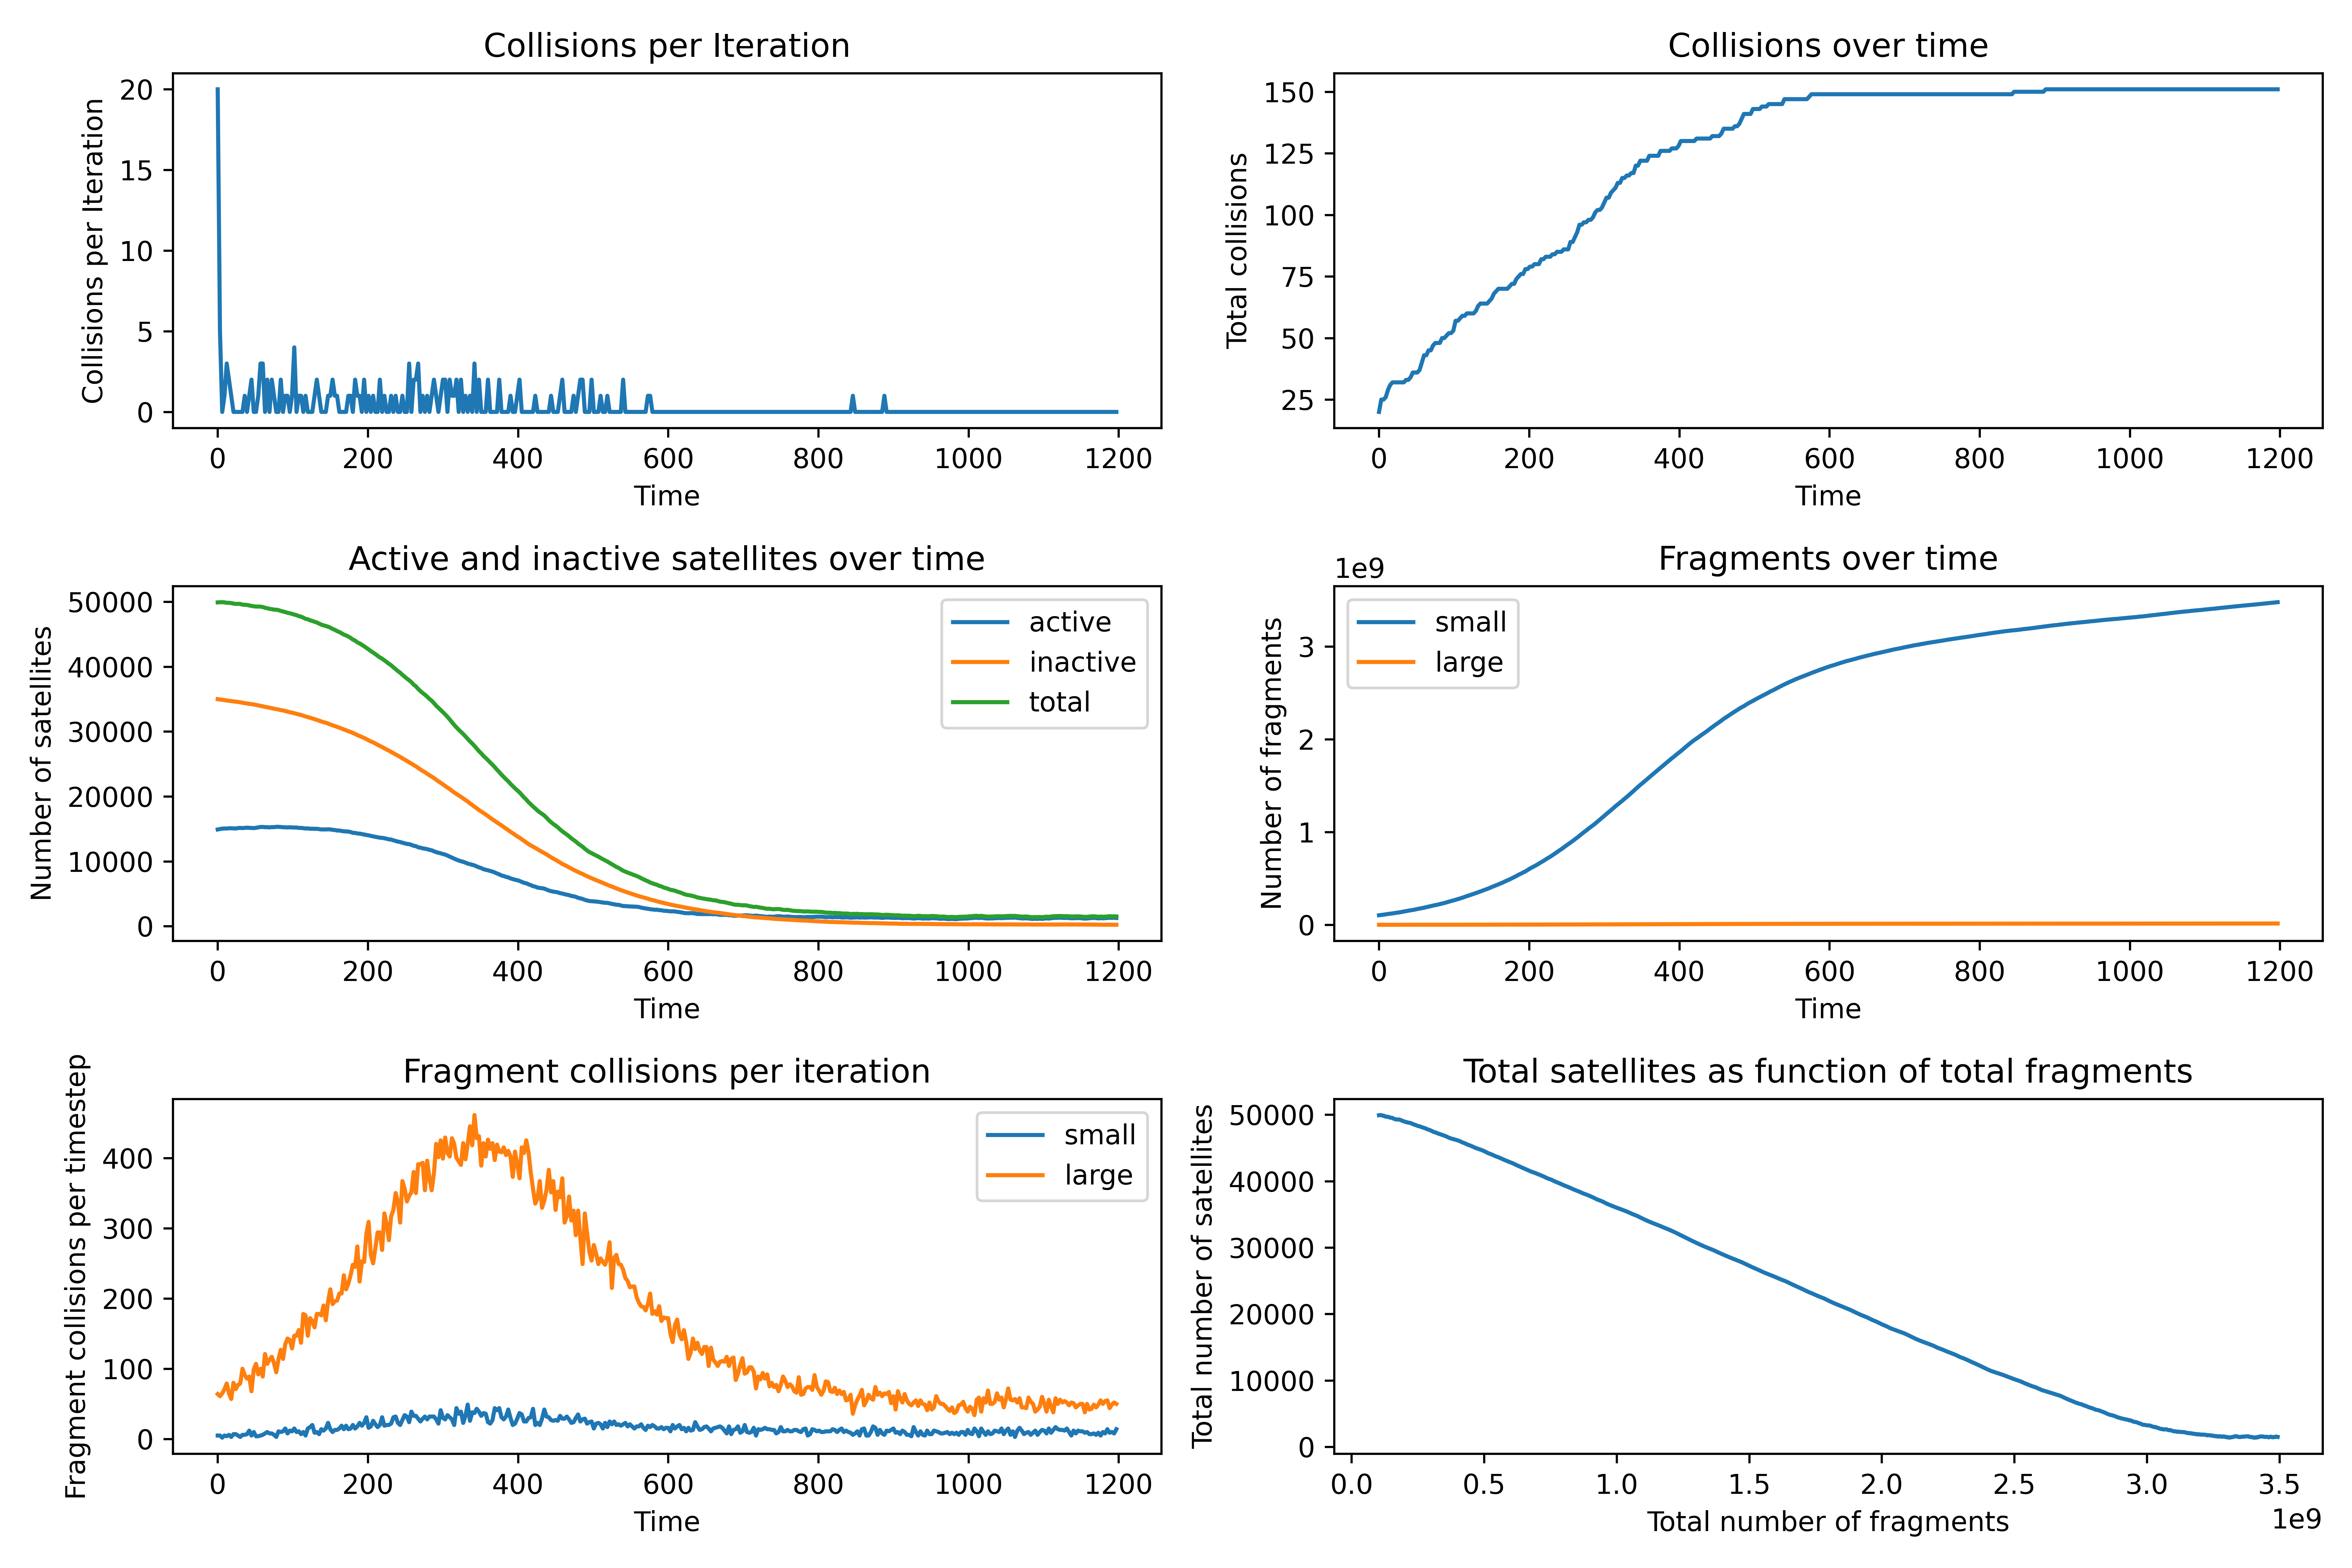 Collisions per Iteration
Collisions per Iteration
20
15
10
5
0
0 200 400 600 800 1000 1200
Time
Collisions over time
Total collisions
150
125
100
75
50
25
0 200 400 600 800 1000 1200
Time
Active and inactive satellites over time
Number of satellites
50000
40000
30000
20000
10000
0
active
inactive
total
0 200 400 600 800 1000 1200
Time
Fragments over time
1e9
Number of fragments
3
2
1
0
small
large
0 200 400 600 800 1000 1200
Time
Fragment collisions per iteration
Fragment collisions per timestep
400
300
200
100
0
small
large
0 200 400 600 800 1000 1200
Time
Total satellites as function of total fragments
Total number of satellites
50000
40000
30000
20000
10000
0
0.0 0.5 1.0 1.5 2.0 2.5 3.0 3.5
1e9
Total number of fragments